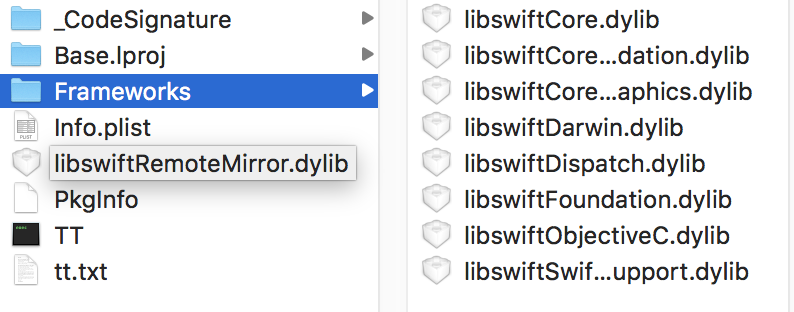 _CodeSignature
Base.lproj
Frameworks
Info.plist
libswiftRemoteMirror.dylib
PkgInfo
TT
tt.txt
libswiftCore.dylib
libswiftCore...dation.dylib
libswiftCore...aphics.dylib
libswiftDarwin.dylib
libswiftDispatch.dylib
libswiftFoundation.dylib
libswiftObjectiveC.dylib
libswiftSwif...upport.dylib